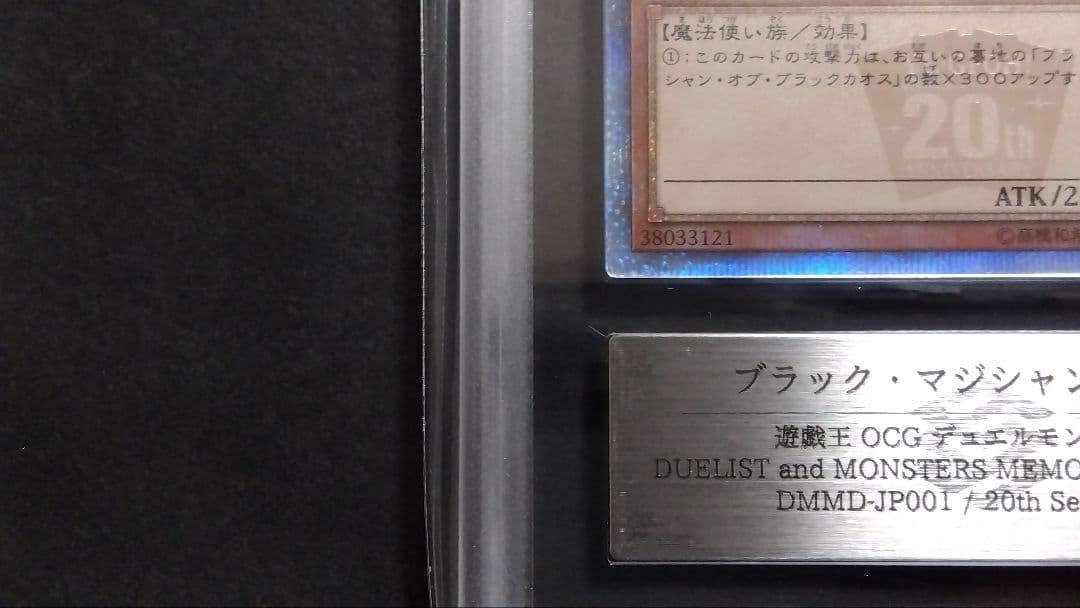 【魔法使い族／効果】
①：このカードの攻撃力は、お互いの墓地の「ブラ
シャン・オブ・ブラックカオス」の数×３００アップす
20th
ATK/2
38033121
ブラック・マジシャン
遊戯王 OCG デュエルモン
DUELIST and MONSTERS MEMO
DMMD-JP001 / 20th Se